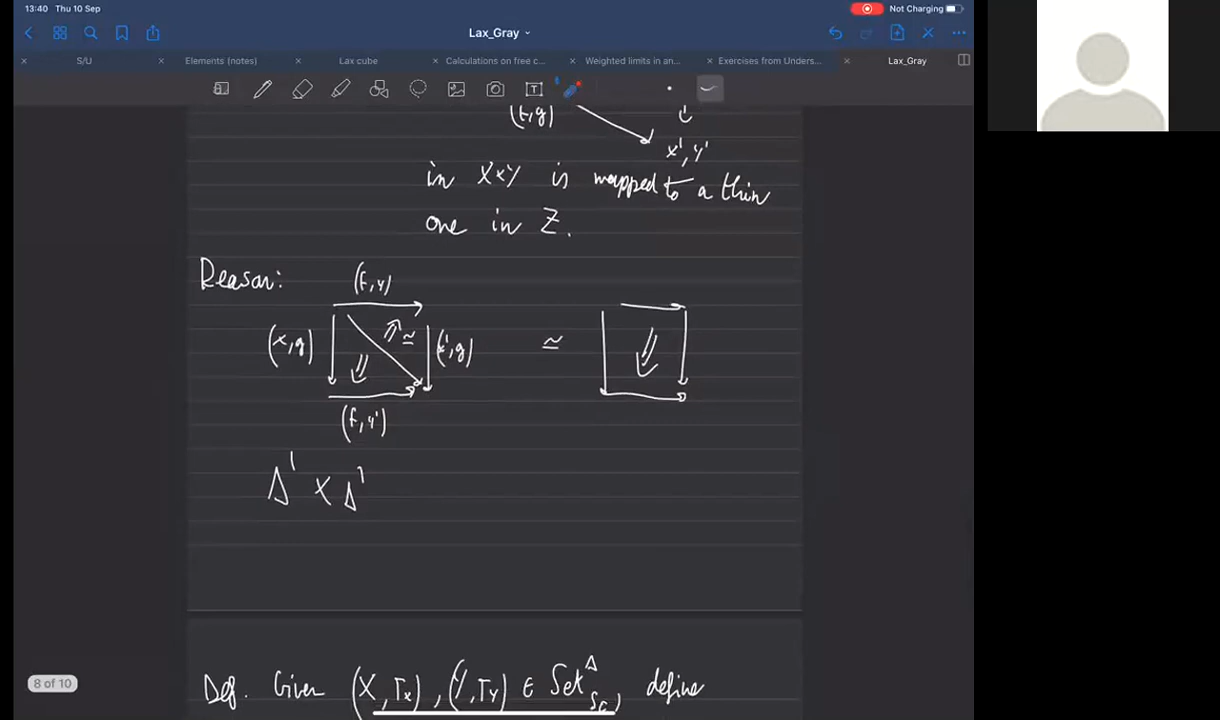 13:40 Thu 10 Sep
Not Charging
Lax_Gray
S/U
Elements (notes)
Lax cube
Calculations on free c...
Weighted limits in an...
Exercises from Unders...
Lax_Gray
(f,g)
x',y'
in X×Y is mapped to a thin
one in Z.
Reason:
(f,y)
(x,g)
≃
(x',g)
≃
(f,y')
Δ¹ × Δ¹
8 of 10
Def. Given (X,Tx), (Y,Ty) ∈ Set^Δ_sc, define